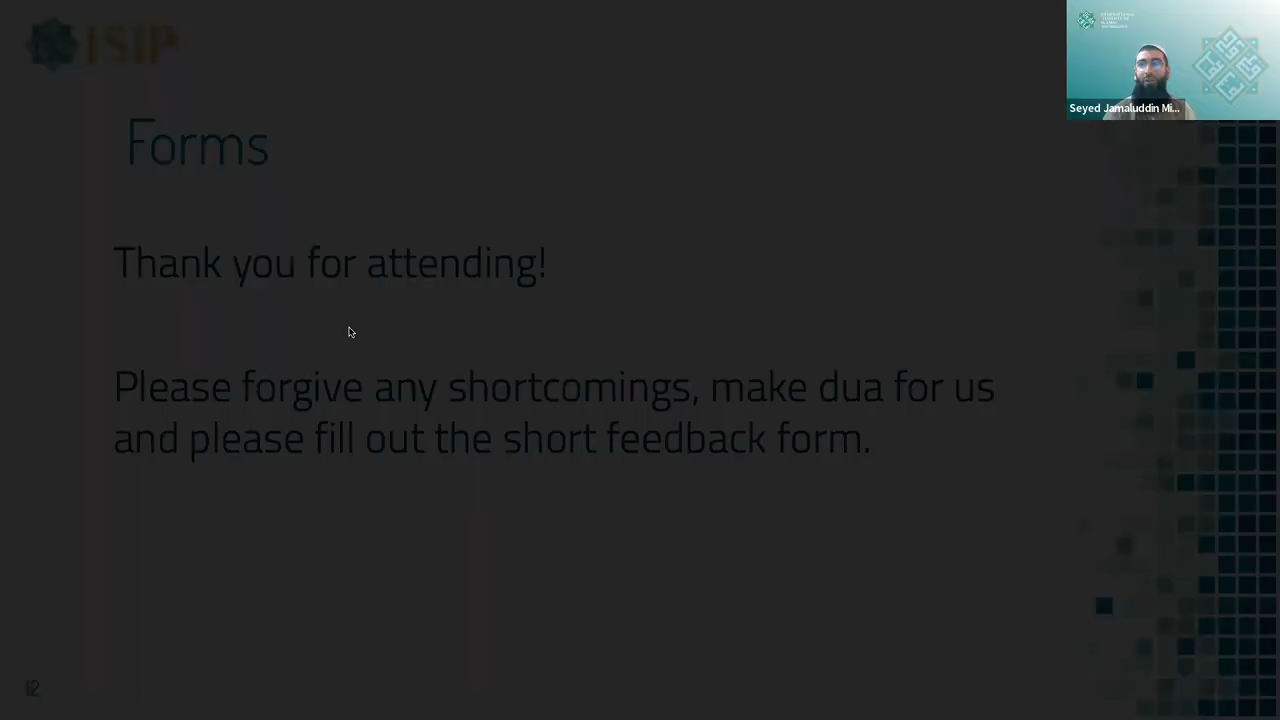 ISIP
Seyed Jamaluddin Mi...
Forms
Thank you for attending!
Please forgive any shortcomings, make dua for us
and please fill out the short feedback form.